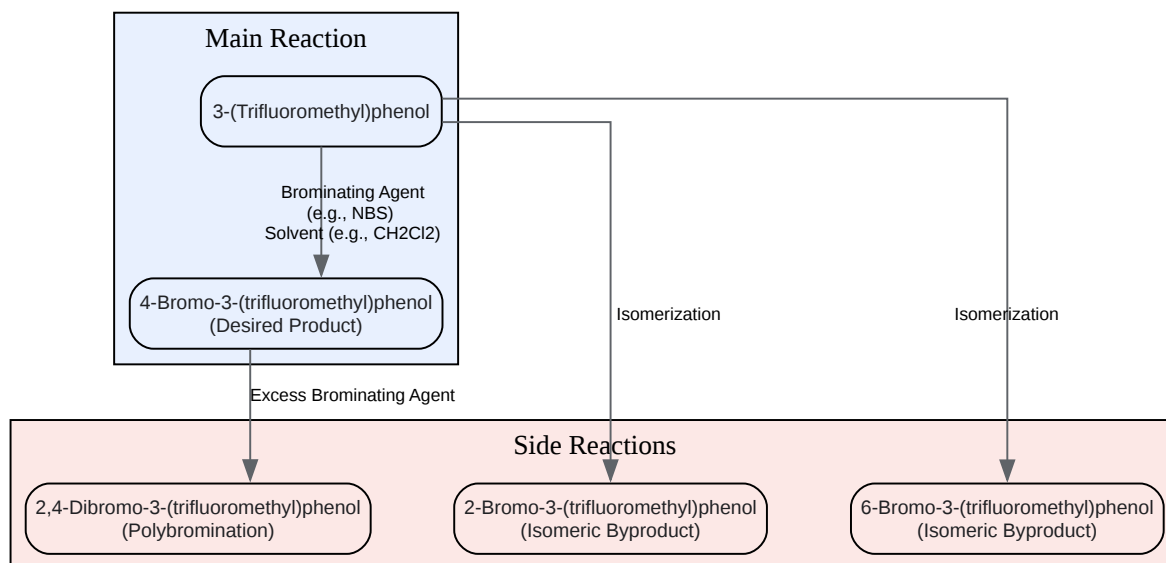 Main Reaction
3-(Trifluoromethyl)phenol
Brominating Agent
(e.g., NBS)
Solvent (e.g., CH2Cl2)
4-Bromo-3-(trifluoromethyl)phenol
(Desired Product)
Isomerization
Isomerization
Excess Brominating Agent
Side Reactions
2,4-Dibromo-3-(trifluoromethyl)phenol
(Polybromination)
2-Bromo-3-(trifluoromethyl)phenol
(Isomeric Byproduct)
6-Bromo-3-(trifluoromethyl)phenol
(Isomeric Byproduct)